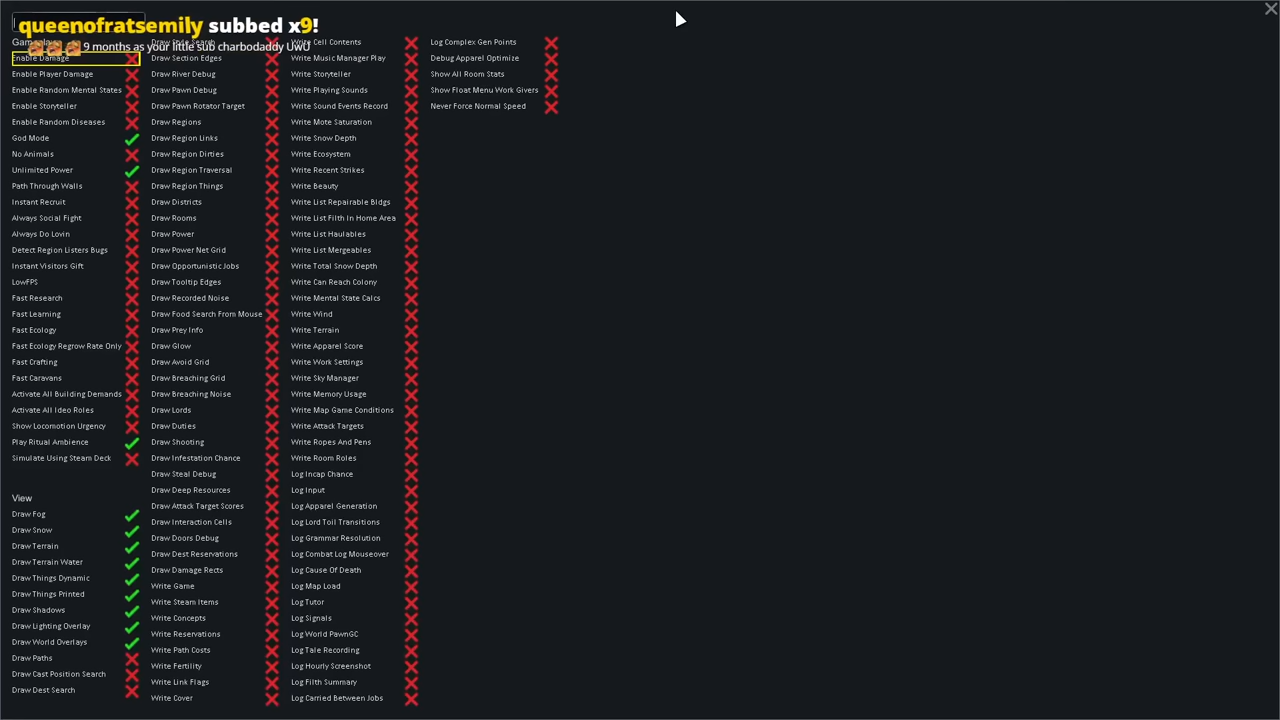 queenofratsemily subbed x9!
9 months as your little sub charbodaddy UwU
Enable Damage
Enable Player Damage
Enable Random Mental States
Enable Storyteller
Enable Random Diseases
God Mode
No Animals
Unlimited Power
Path Through Walls
Instant Recruit
Always Social Fight
Always Do Lovin
Detect Region Listers Bugs
Instant Visitors Gift
LowFPS
Fast Research
Fast Learning
Fast Ecology
Fast Ecology Regrow Rate Only
Fast Crafting
Fast Caravans
Activate All Building Demands
Activate All Ideo Roles
Show Locomotion Urgency
Play Ritual Ambience
Simulate Using Steam Deck
View
Draw Fog
Draw Snow
Draw Terrain
Draw Terrain Water
Draw Things Dynamic
Draw Things Printed
Draw Shadows
Draw Lighting Overlay
Draw World Overlays
Draw Paths
Draw Cast Position Search
Draw Dest Search
Draw Section Edges
Draw River Debug
Draw Pawn Debug
Draw Pawn Rotator Target
Draw Regions
Draw Region Links
Draw Region Dirties
Draw Region Traversal
Draw Region Things
Draw Districts
Draw Rooms
Draw Power
Draw Power Net Grid
Draw Opportunistic Jobs
Draw Tooltip Edges
Draw Recorded Noise
Draw Food Search From Mouse
Draw Prey Info
Draw Glow
Draw Avoid Grid
Draw Breaching Grid
Draw Breaching Noise
Draw Lords
Draw Duties
Draw Shooting
Draw Infestation Chance
Draw Steal Debug
Draw Deep Resources
Draw Attack Target Scores
Draw Interaction Cells
Draw Doors Debug
Draw Dest Reservations
Draw Damage Rects
Write Game
Write Steam Items
Write Concepts
Write Reservations
Write Path Costs
Write Fertility
Write Link Flags
Write Cover
Write Cell Contents
Write Music Manager Play
Write Storyteller
Write Playing Sounds
Write Sound Events Record
Write Mote Saturation
Write Snow Depth
Write Ecosystem
Write Recent Strikes
Write Beauty
Write List Repairable Bldgs
Write List Filth In Home Area
Write List Haulables
Write List Mergeables
Write Total Snow Depth
Write Can Reach Colony
Write Mental State Calcs
Write Wind
Write Terrain
Write Apparel Score
Write Work Settings
Write Sky Manager
Write Memory Usage
Write Map Game Conditions
Write Attack Targets
Write Ropes And Pens
Write Room Roles
Log Incap Chance
Log Input
Log Apparel Generation
Log Lord Toil Transitions
Log Grammar Resolution
Log Combat Log Mouseover
Log Cause Of Death
Log Map Load
Log Tutor
Log Signals
Log World PawnGC
Log Tale Recording
Log Hourly Screenshot
Log Filth Summary
Log Carried Between Jobs
Log Complex Gen Points
Debug Apparel Optimize
Show All Room Stats
Show Float Menu Work Givers
Never Force Normal Speed